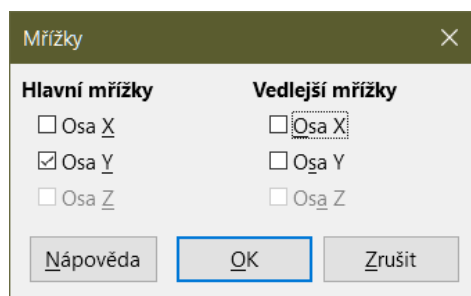 Mřížky
Hlavní mřížky Vedlejší mřížky
Osa X Osa X
Osa Y Osa Y
Osa Z Osa Z
Nápověda OK Zrušit